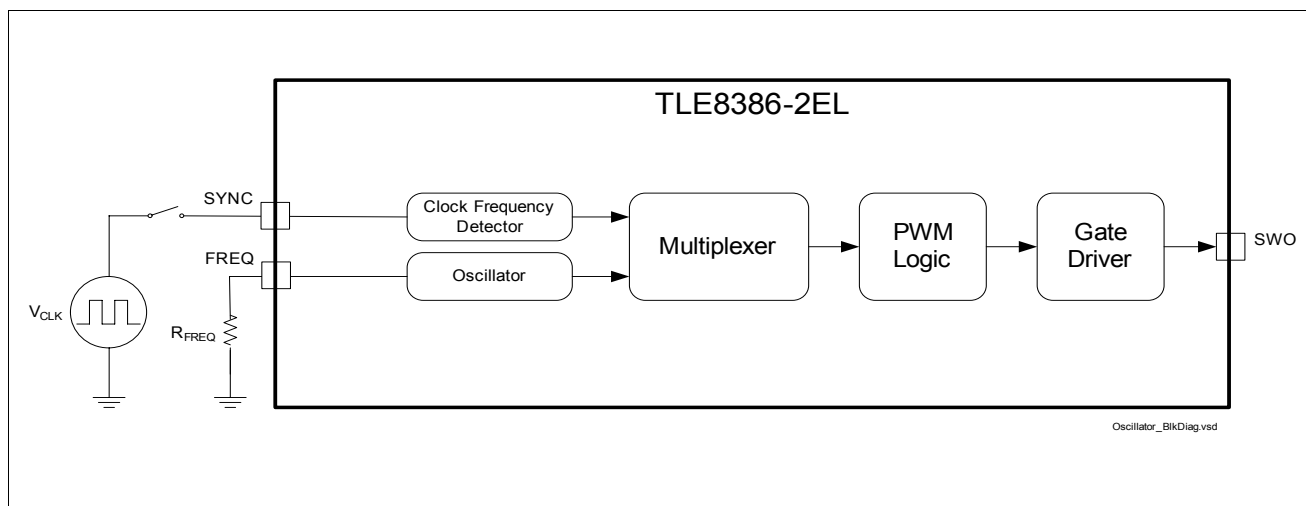 TLE8386-2EL
SYNC
Clock Frequency
Detector
FREQ
Oscillator
Multiplexer
PWM
Logic
Gate
Driver
SWO
VCLK
RFREQ
Oscillator_BlkDiag.vsd